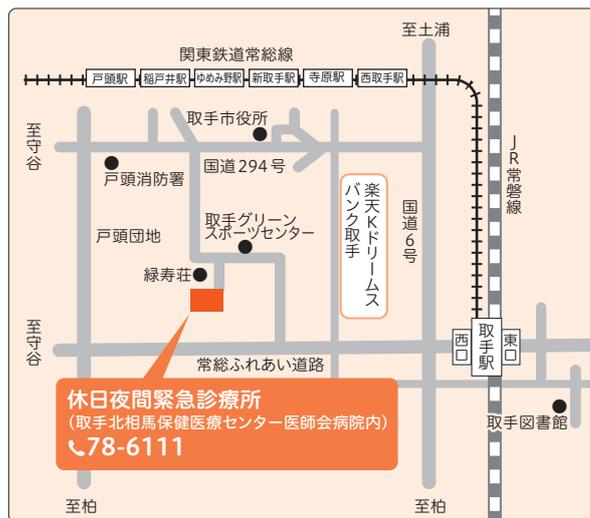 至土浦
関東鉄道常総線
戸頭駅
稲戸井駅
ゆめみ野駅
新取手駅
寺原駅
西取手駅
取手市役所
至守谷
国道294号
戸頭消防署
JR常磐線
楽天Kドリームス
バンク取手
国道6号
戸頭団地
取手グリーン
スポーツセンター
緑寿荘
至守谷
西口
取手駅
東口
常総ふれあい道路
休日夜間緊急診療所
(取手北相馬保健医療センター医師会病院内)
78-6111
取手図書館
至柏
至柏